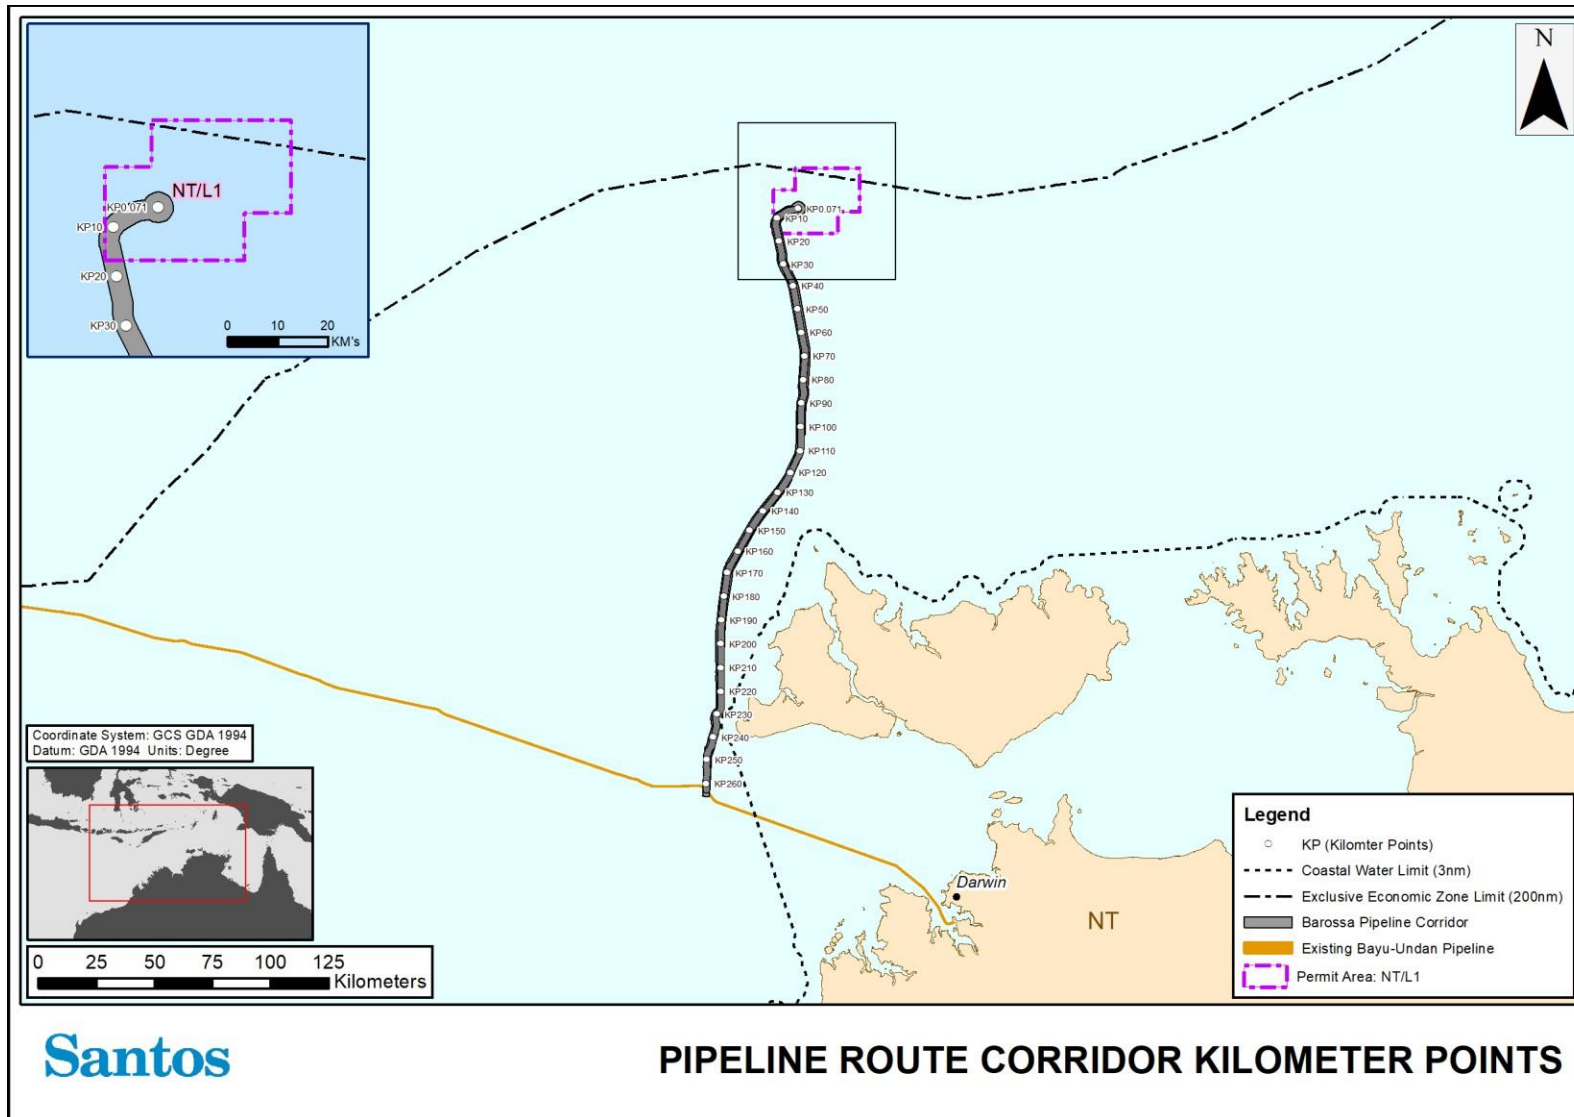 N
NT/L1
KP0.071
KP10
KP20
KP30
0 10 20
KM's
KP0.071
KP10
KP20
KP30
KP40
KP50
KP60
KP70
KP80
KP90
KP100
KP110
KP120
KP130
KP140
KP150
KP160
KP170
KP180
KP190
KP200
KP210
KP220
KP230
KP240
KP250
KP260
Coordinate System: GCS GDA 1994
Datum: GDA 1994 Units: Degree
0 25 50 75 100 125
Kilometers
Darwin
NT
Legend
KP (Kilomter Points)
Coastal Water Limit (3nm)
Exclusive Economic Zone Limit (200nm)
Barossa Pipeline Corridor
Existing Bayu-Undan Pipeline
Permit Area: NT/L1
Santos
PIPELINE ROUTE CORRIDOR KILOMETER POINTS